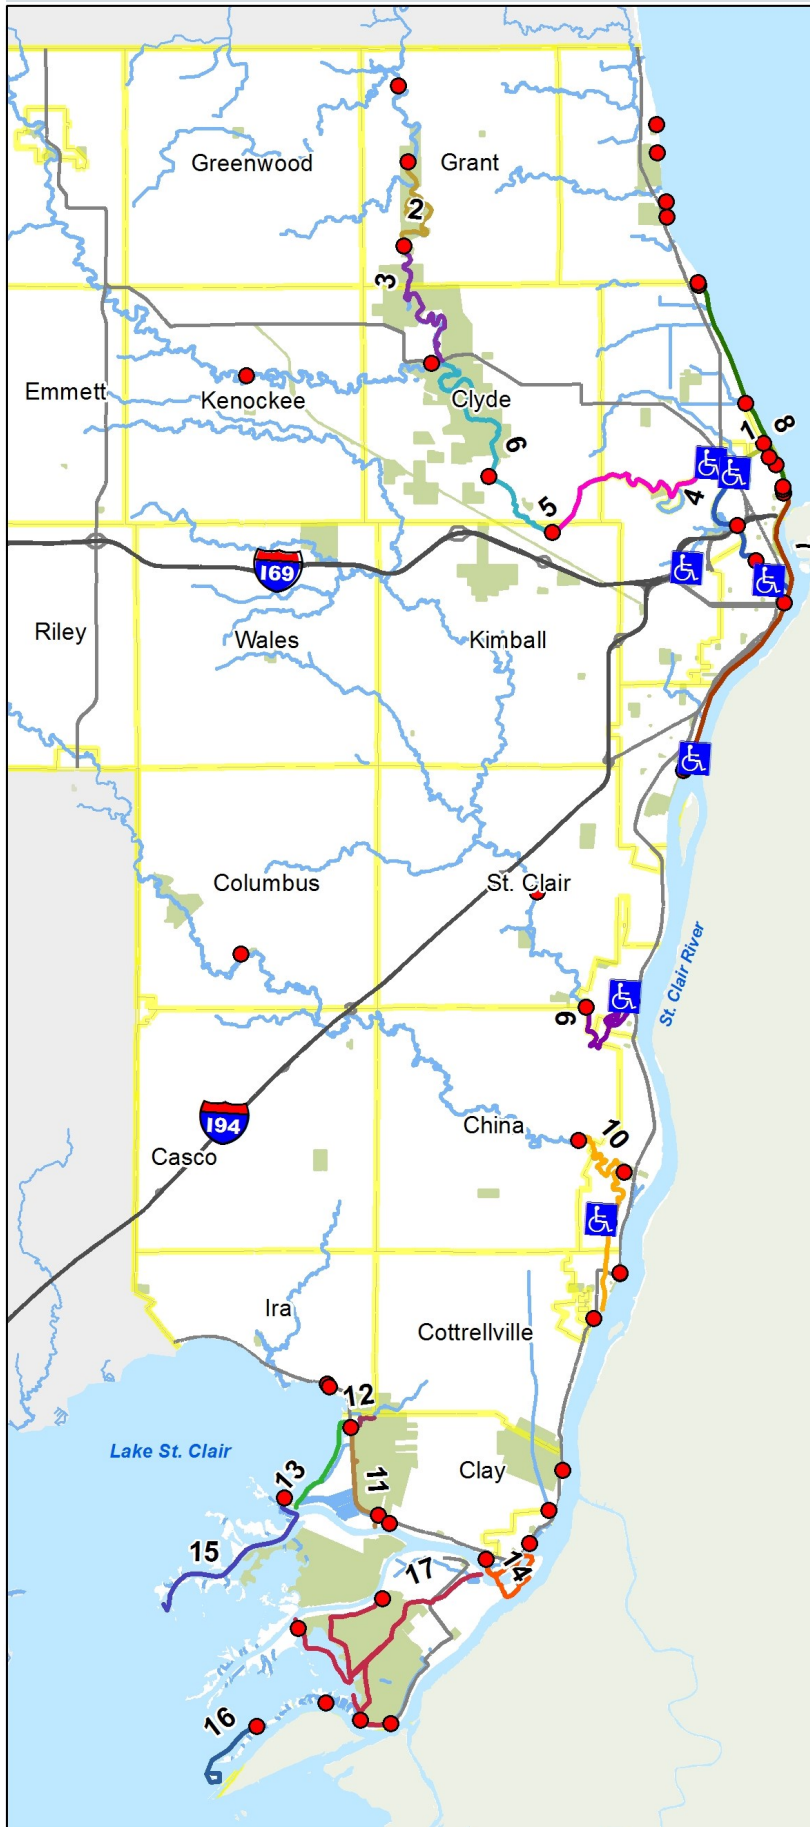 Greenwood
Grant
2
3
Emmett
Kenockee
Clyde
8
1
6
4
5
I69
Riley
Wales
Kimball
Columbus
St. Clair
St. Clair River
9
I94
China
10
Casco
Ira
Cottrellville
12
Lake St. Clair
13
11
Clay
15
17
14
16